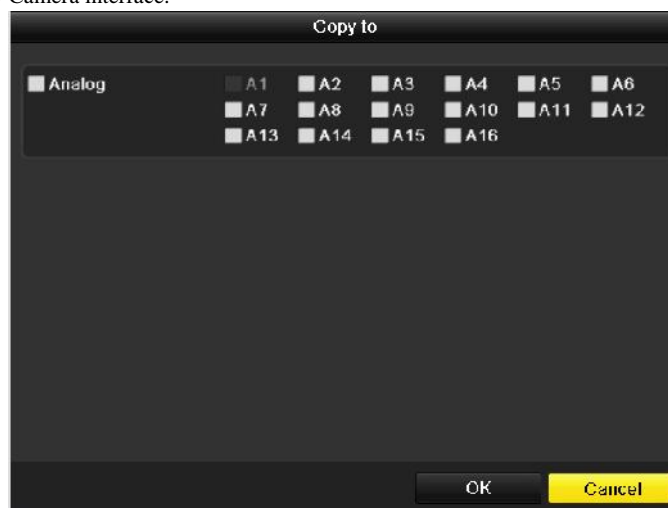 Camera interface.
Copy to
Analog A1 A2 A3 A4 A5 A6
A7 A8 A9 A10 A11 A12
A13 A14 A15 A16
OK Cancel